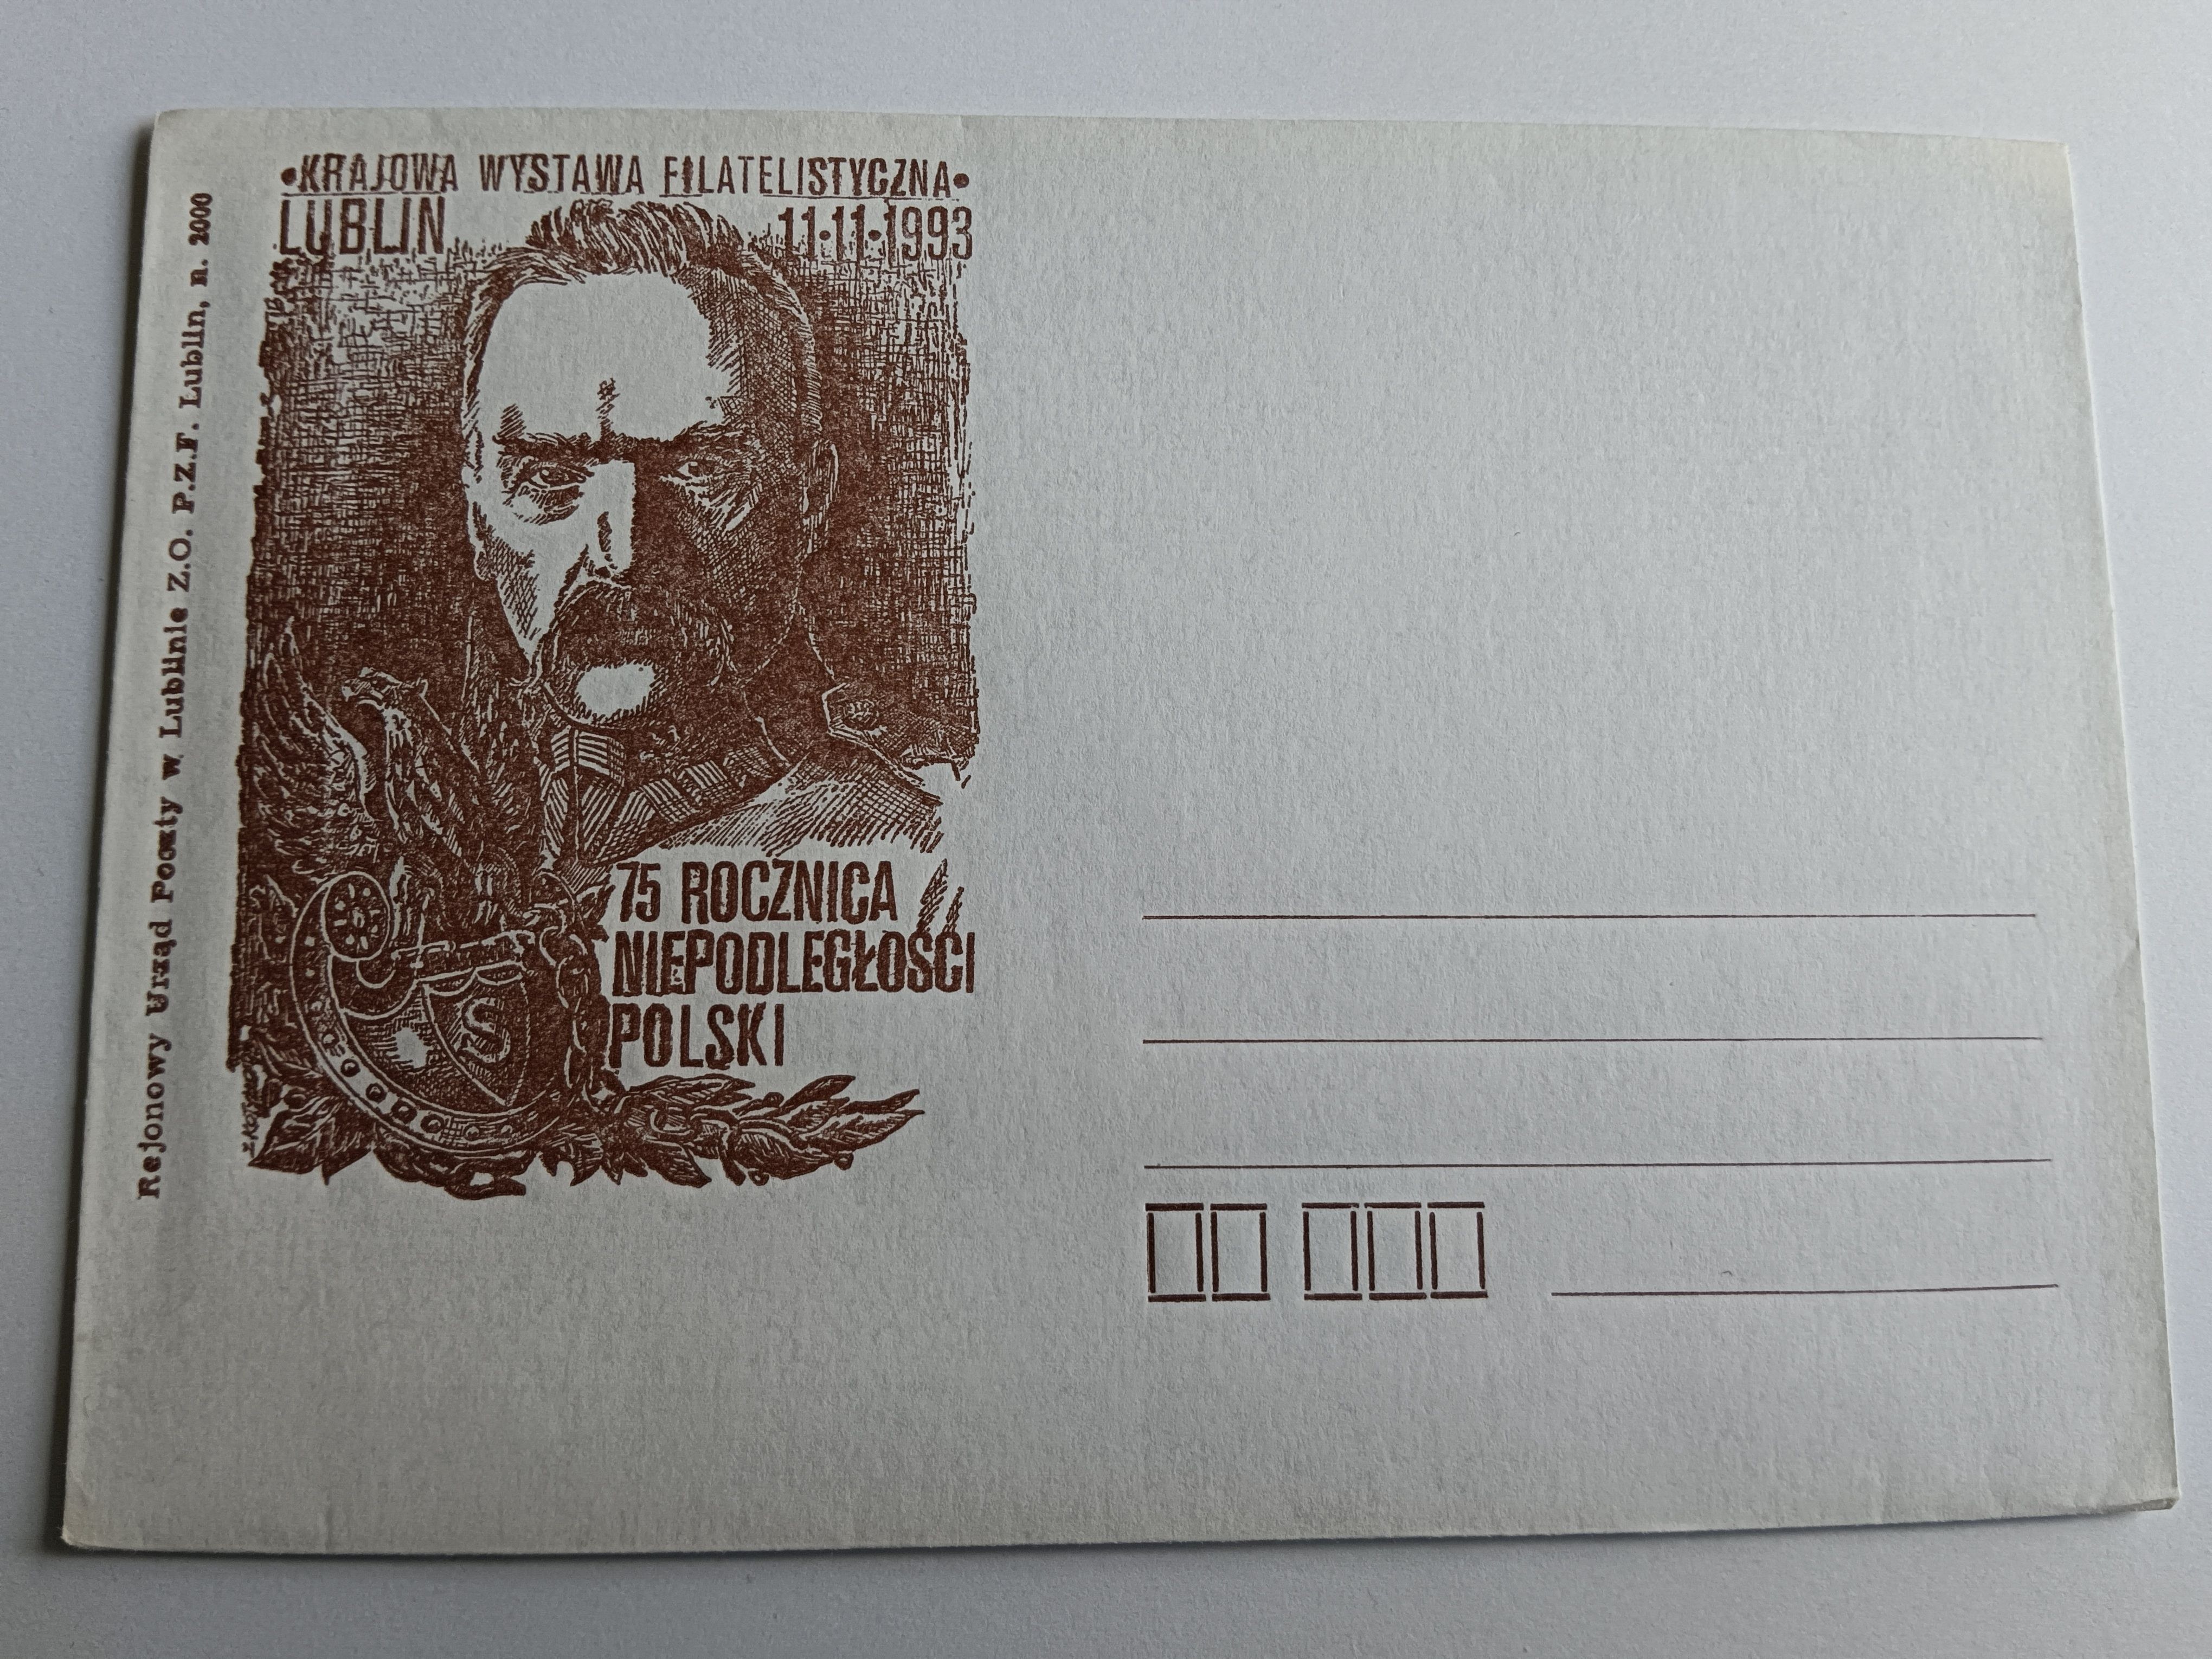 •KRAJOWA WYSTAWA FILATELISTYCZNA•
LUBLIN 11•11•1993
75 ROCZNICA
NIEPODLEGŁOŚCI
POLSKI
S
Rejonowy Urząd Poczty w Lublinie Z.O. P.Z.F. Lublin, n. 2000